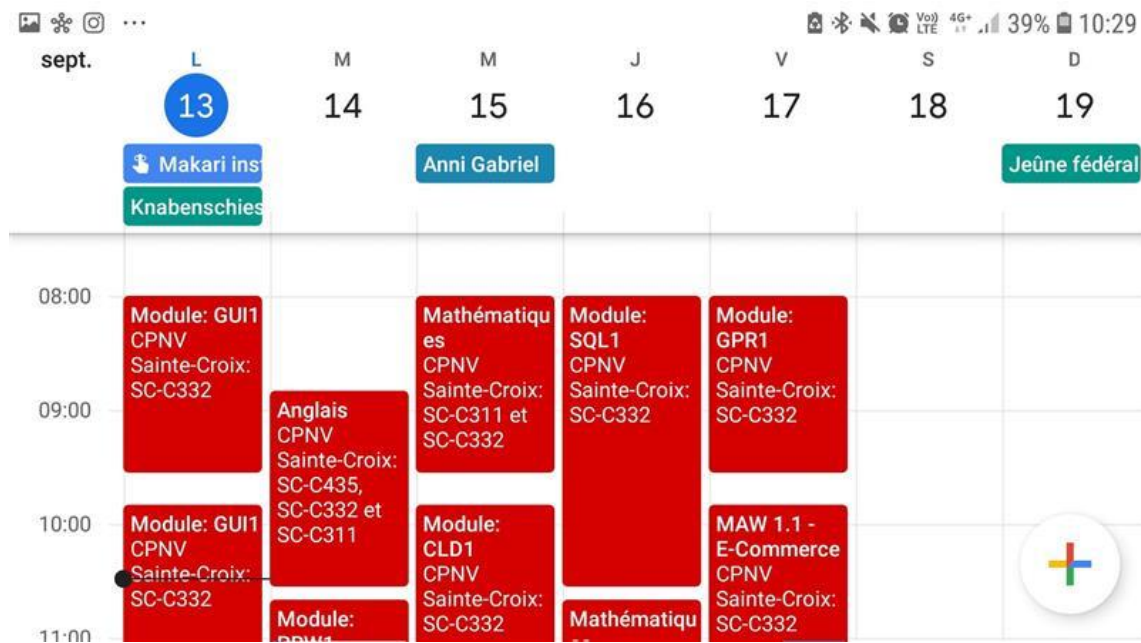 39% 10:29
sept.
L
M
M
J
V
S
D
13
14
15
16
17
18
19
Makari inst
Anni Gabriel
Jeûne fédéral
Knabenschies
08:00
09:00
10:00
11:00
Module: GUI1
CPNV
Sainte-Croix:
SC-C332
Module: GUI1
CPNV
Sainte-Croix:
SC-C332
Anglais
CPNV
Sainte-Croix:
SC-C435,
SC-C332 et
SC-C311
Module:
Mathématiqu
es
CPNV
Sainte-Croix:
SC-C311 et
SC-C332
Module:
CLD1
CPNV
Sainte-Croix:
SC-C332
Module:
SQL1
CPNV
Sainte-Croix:
SC-C332
Mathématiqu
Module:
GPR1
CPNV
Sainte-Croix:
SC-C332
MAW 1.1 -
E-Commerce
CPNV
Sainte-Croix:
SC-C332